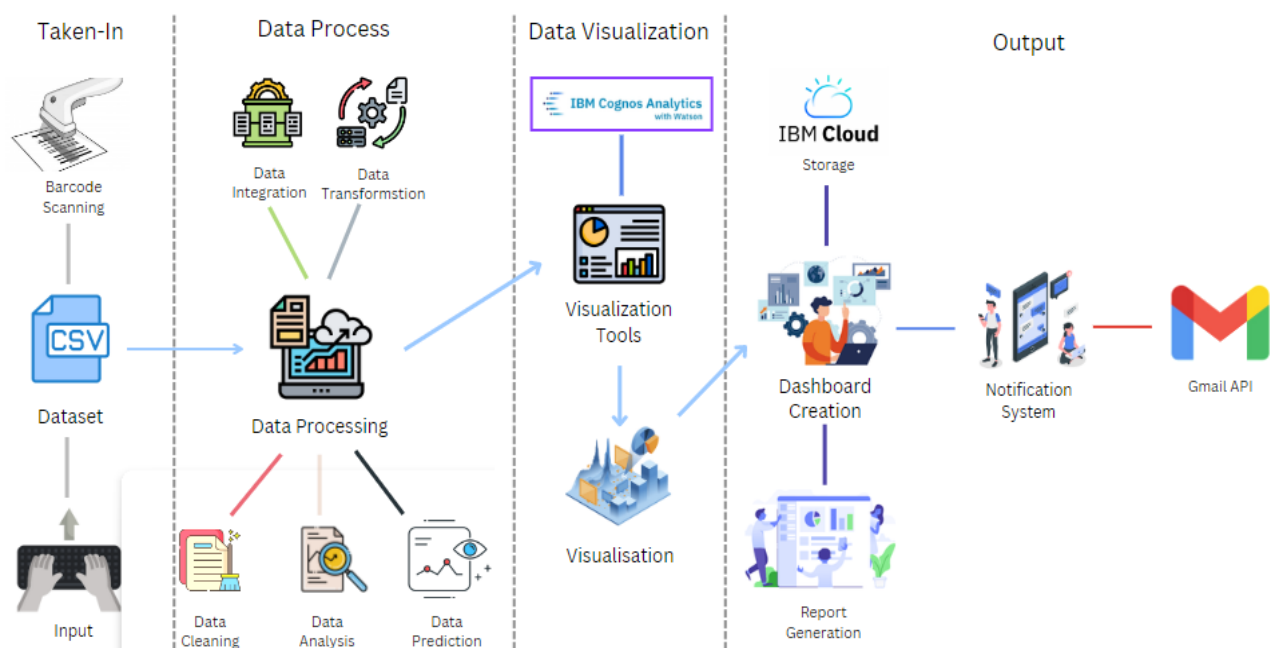 Taken-In
Data Process
Data Visualization
Output
Barcode
Scanning
CSV
Dataset
Input
Data
Integration
Data
Transformstion
Data Processing
Data
Cleaning
Data
Analysis
Data
Prediction
IBM Cognos Analytics
with Watson
Visualization
Tools
Visualisation
IBM Cloud
Storage
Dashboard
Creation
Report
Generation
Notification
System
Gmail API